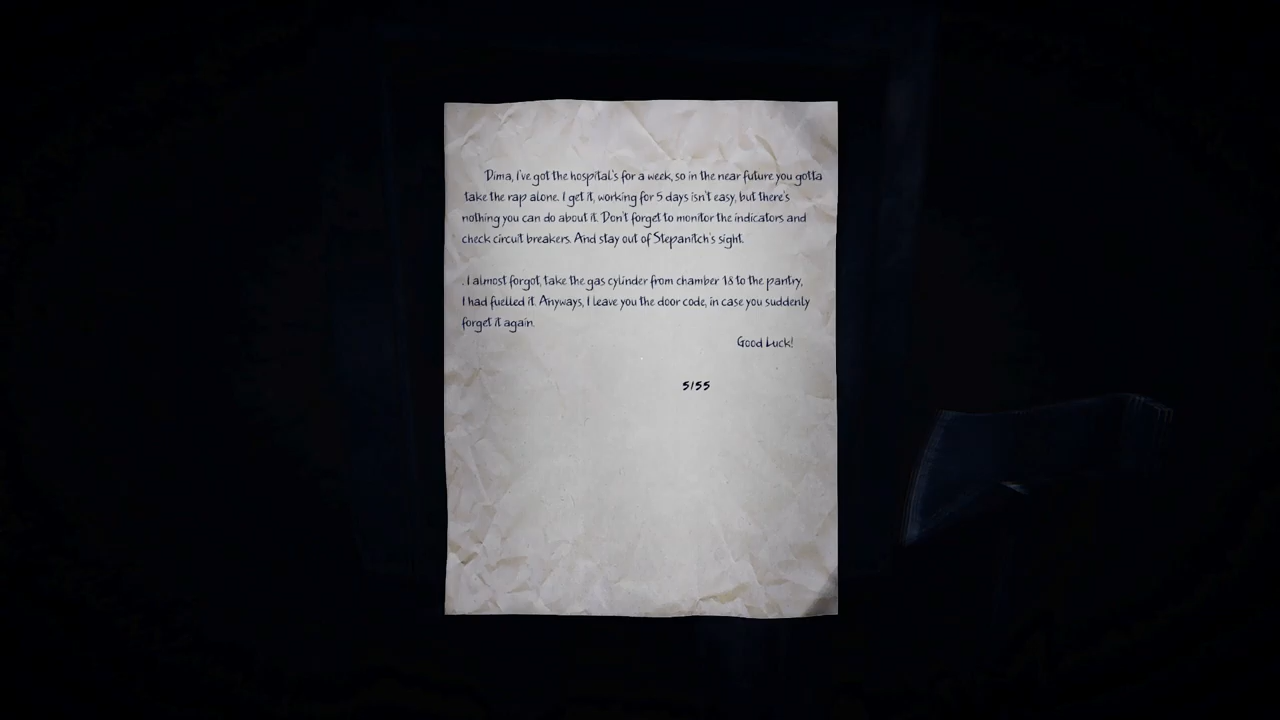 Dima, I've got the hospital's for a week, so in the near future you gotta
take the rap alone. I get it, working for 5 days isn't easy, but there's
nothing you can do about it. Don't forget to monitor the indicators and
check circuit breakers. And stay out of Stepanitch's sight.
. I almost forgot, take the gas cylinder from chamber 18 to the pantry,
I had fuelled it. Anyways, I leave you the door code, in case you suddenly
forget it again.
Good Luck!
5155